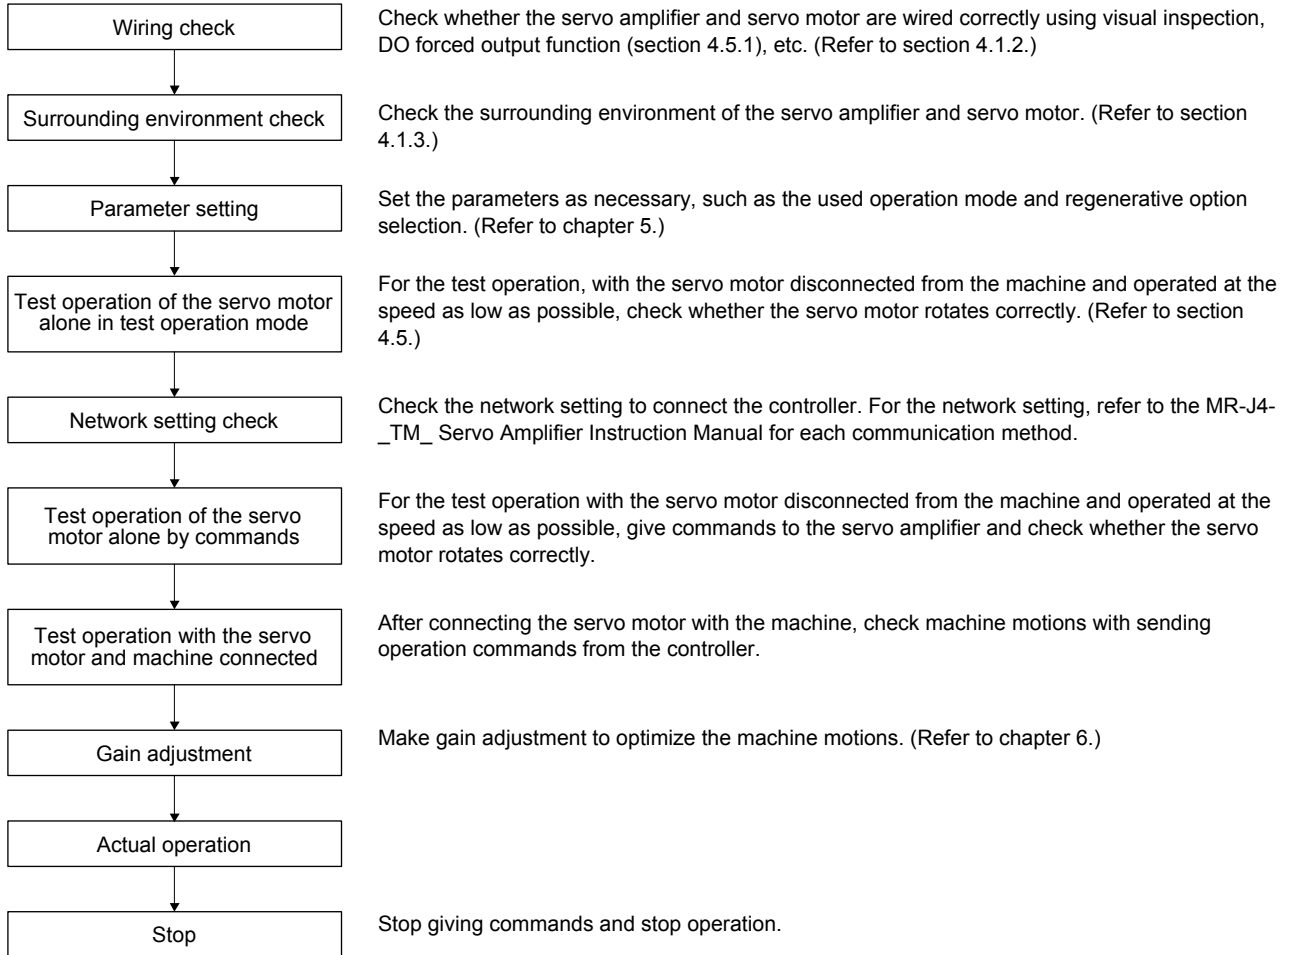 Wiring check
Check whether the servo amplifier and servo motor are wired correctly using visual inspection,
DO forced output function (section 4.5.1), etc. (Refer to section 4.1.2.)
Surrounding environment check
Check the surrounding environment of the servo amplifier and servo motor. (Refer to section
4.1.3.)
Parameter setting
Set the parameters as necessary, such as the used operation mode and regenerative option
selection. (Refer to chapter 5.)
Test operation of the servo motor
alone in test operation mode
For the test operation, with the servo motor disconnected from the machine and operated at the
speed as low as possible, check whether the servo motor rotates correctly. (Refer to section
4.5.)
Network setting check
Check the network setting to connect the controller. For the network setting, refer to the MR-J4-
_TM_ Servo Amplifier Instruction Manual for each communication method.
Test operation of the servo
motor alone by commands
For the test operation with the servo motor disconnected from the machine and operated at the
speed as low as possible, give commands to the servo amplifier and check whether the servo
motor rotates correctly.
Test operation with the servo
motor and machine connected
After connecting the servo motor with the machine, check machine motions with sending
operation commands from the controller.
Gain adjustment
Make gain adjustment to optimize the machine motions. (Refer to chapter 6.)
Actual operation
Stop
Stop giving commands and stop operation.